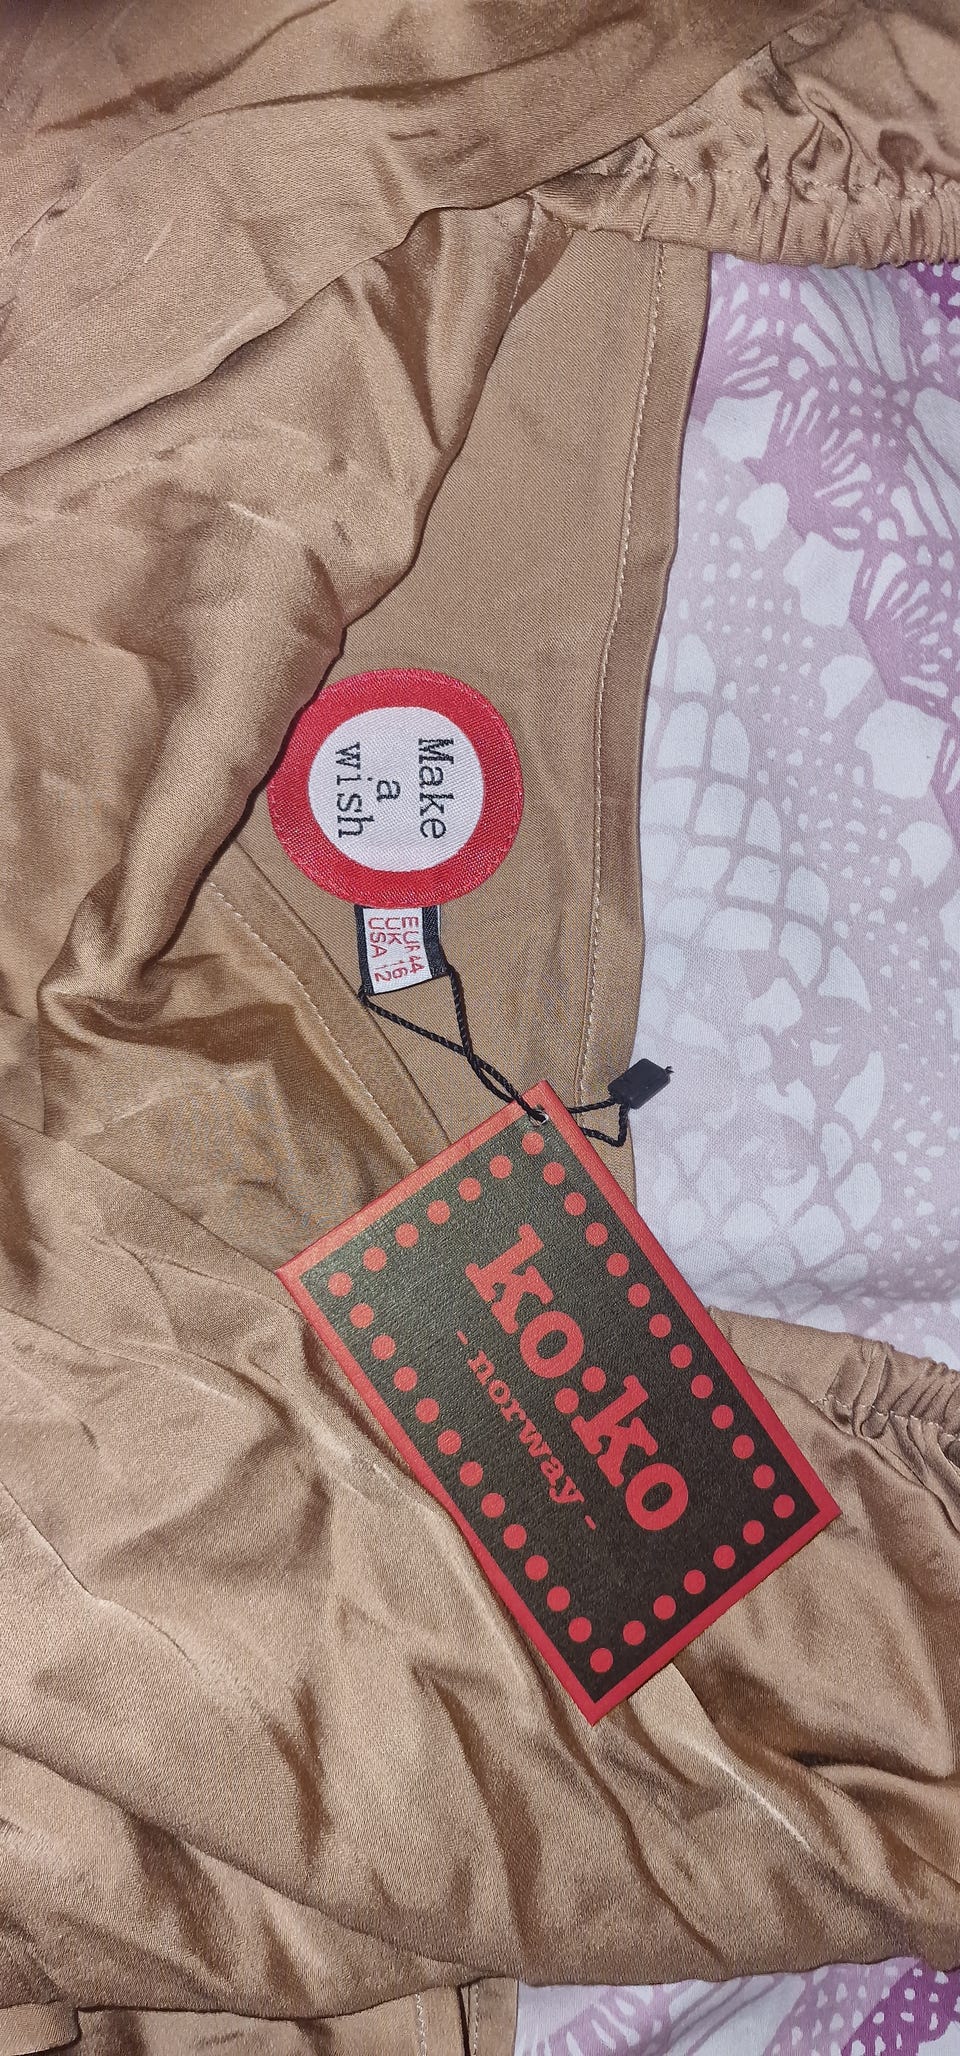 Make
a
wish
EUR 44
UK 16
USA 12
ko:ko
- norway -